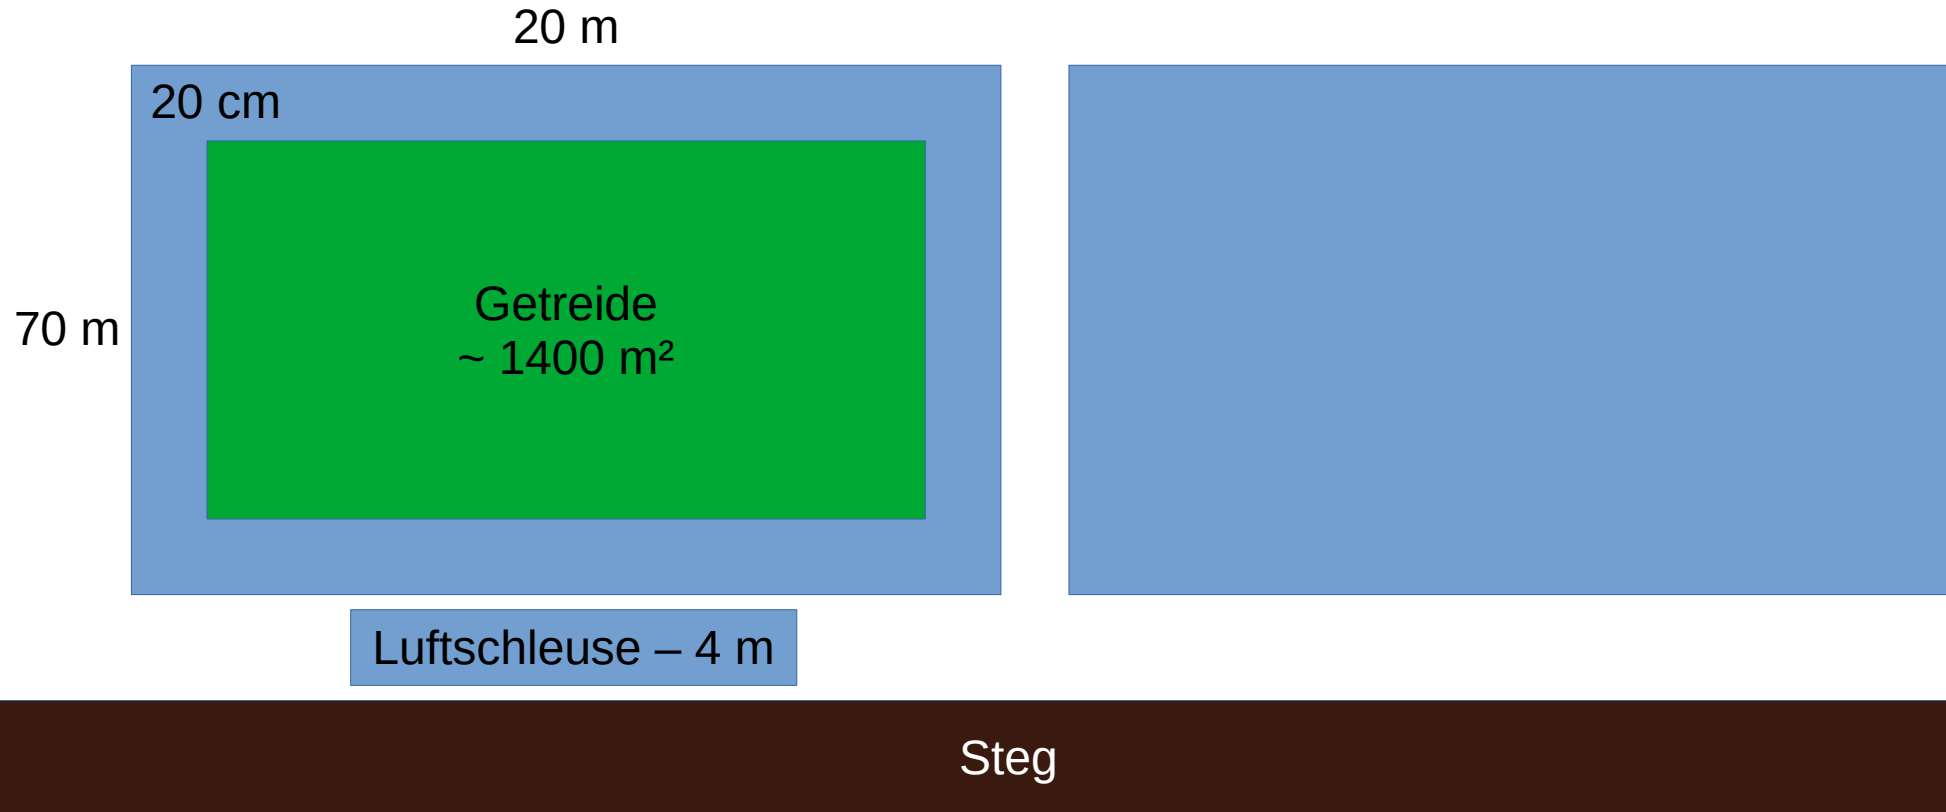 20 m
20 cm
Getreide
~ 1400 m²
70 m
Luftschleuse – 4 m
Steg